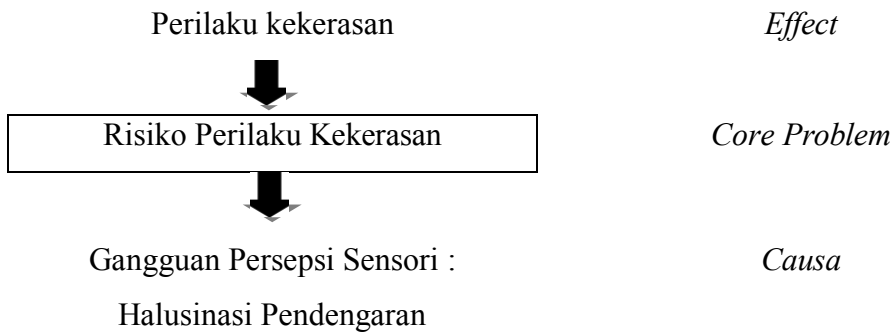 Perilaku kekerasan Effect
Risiko Perilaku Kekerasan Core Problem
Gangguan Persepsi Sensori : Causa
Halusinasi Pendengaran